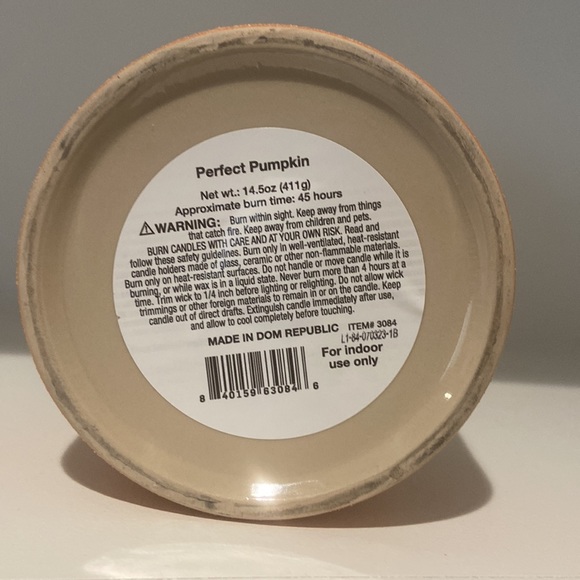 Perfect Pumpkin
Net wt.: 14.5oz (411g)
Approximate burn time: 45 hours
⚠WARNING: Burn within sight. Keep away from things
that catch fire. Keep away from children and pets.
BURN CANDLES WITH CARE AND AT YOUR OWN RISK. Read and
follow these safety guidelines. Burn only in well-ventilated, heat-resistant
candle holders made of glass, ceramic or other non-flammable materials.
Burn only on heat-resistant surfaces. Do not handle or move candle while it is
burning, or while wax is in a liquid state. Never burn more than 4 hours at a
time. Trim wick to 1/4 inch before lighting or relighting. Do not allow wick
trimmings or other foreign materials to remain in or on the candle. Keep
candle out of direct drafts. Extinguish candle immediately after use,
and allow to cool completely before touching.
MADE IN DOM REPUBLIC ITEM# 3084
L1-84-070323-1B
For indoor
use only
8 40159 83084 6